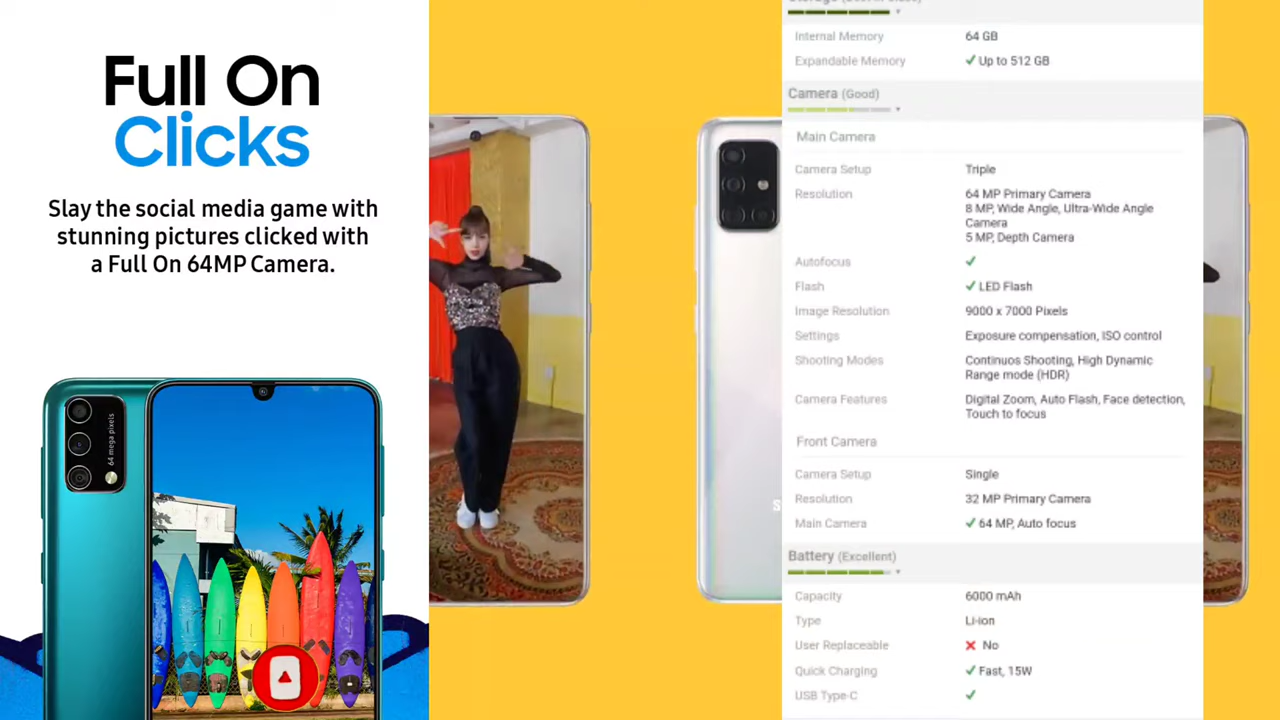 Full On
Clicks
Slay the social media game with
stunning pictures clicked with
a Full On 64MP Camera.
64 mega pixels
Internal Memory 64 GB
Expandable Memory Up to 512 GB
Camera (Good)
Main Camera
Camera Setup Triple
Resolution 64 MP Primary Camera
8 MP, Wide Angle, Ultra-Wide Angle
Camera
5 MP, Depth Camera
Autofocus
Flash LED Flash
Image Resolution 9000 x 7000 Pixels
Settings Exposure compensation, ISO control
Shooting Modes Continuos Shooting, High Dynamic
Range mode (HDR)
Camera Features Digital Zoom, Auto Flash, Face detection,
Touch to focus
Front Camera
Camera Setup Single
Resolution 32 MP Primary Camera
Main Camera 64 MP, Auto focus
Battery (Excellent)
Capacity 6000 mAh
Type Li-ion
User Replaceable No
Quick Charging Fast, 15W
USB Type-C